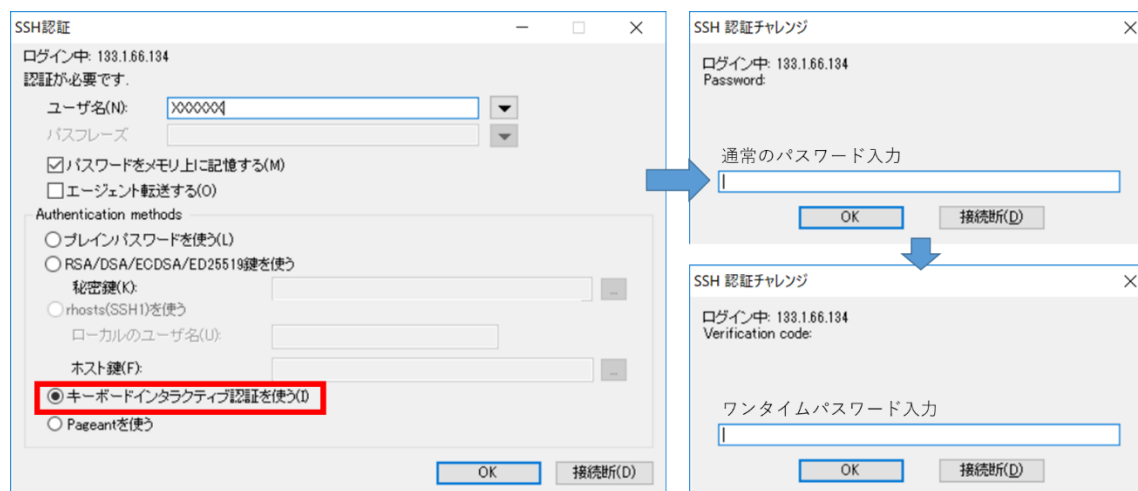 SSH認証
ログイン中: 133.1.66.134
認証が必要です.
ユーザ名(N): XXXXXXX
パスフレーズ
パスワードをメモリ上に記憶する(M)
エージェント転送する(O)
Authentication methods
プレインパスワードを使う(L)
RSA/DSA/ECDSA/ED25519鍵を使う
秘密鍵(K):
...
rhosts(SSH1)を使う
ローカルのユーザ名(U):
ホスト鍵(F):
...
キーボードインタラクティブ認証を使う(I)
Pageantを使う
OK
接続断(D)
SSH 認証チャレンジ
ログイン中: 133.1.66.134
Password:
通常のパスワード入力
OK
接続断(D)
SSH 認証チャレンジ
ログイン中: 133.1.66.134
Verification code:
ワンタイムパスワード入力
OK
接続断(D)